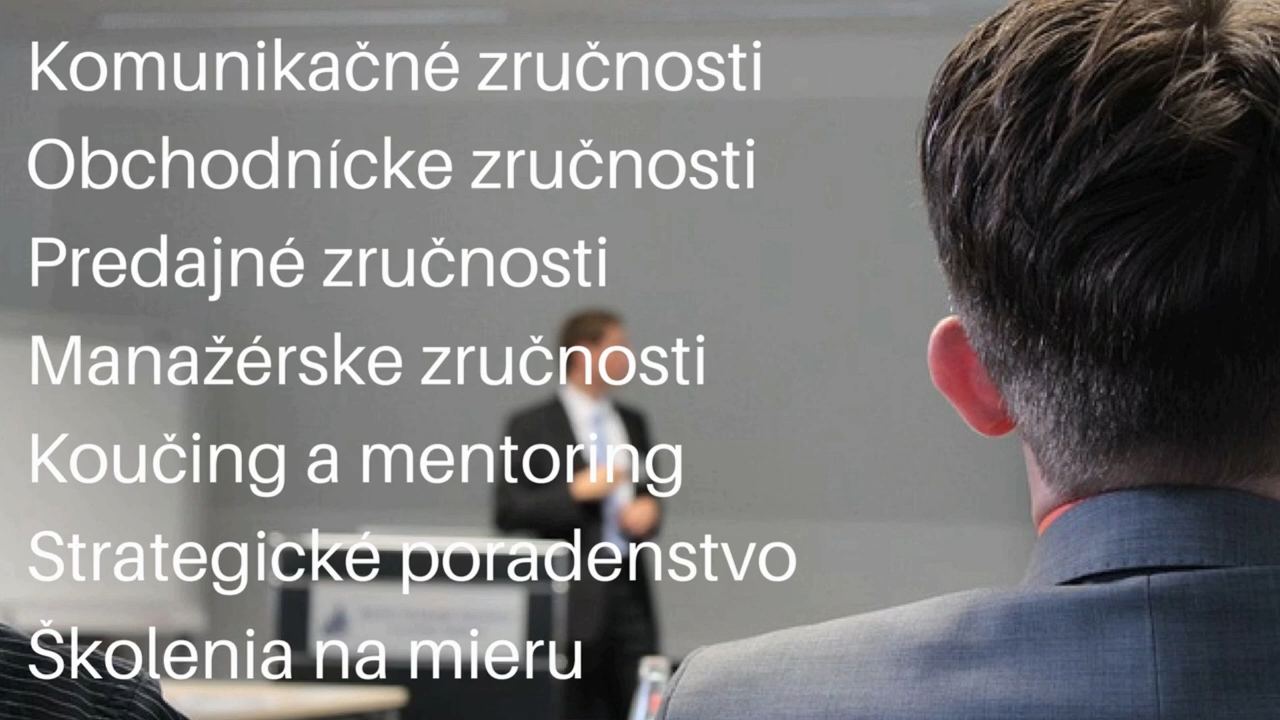 Komunikačné zručnosti
Obchodnícke zručnosti
Predajné zručnosti
Manažérske zručnosti
Koučing a mentoring
Strategické poradenstvo
Školenia na mieru